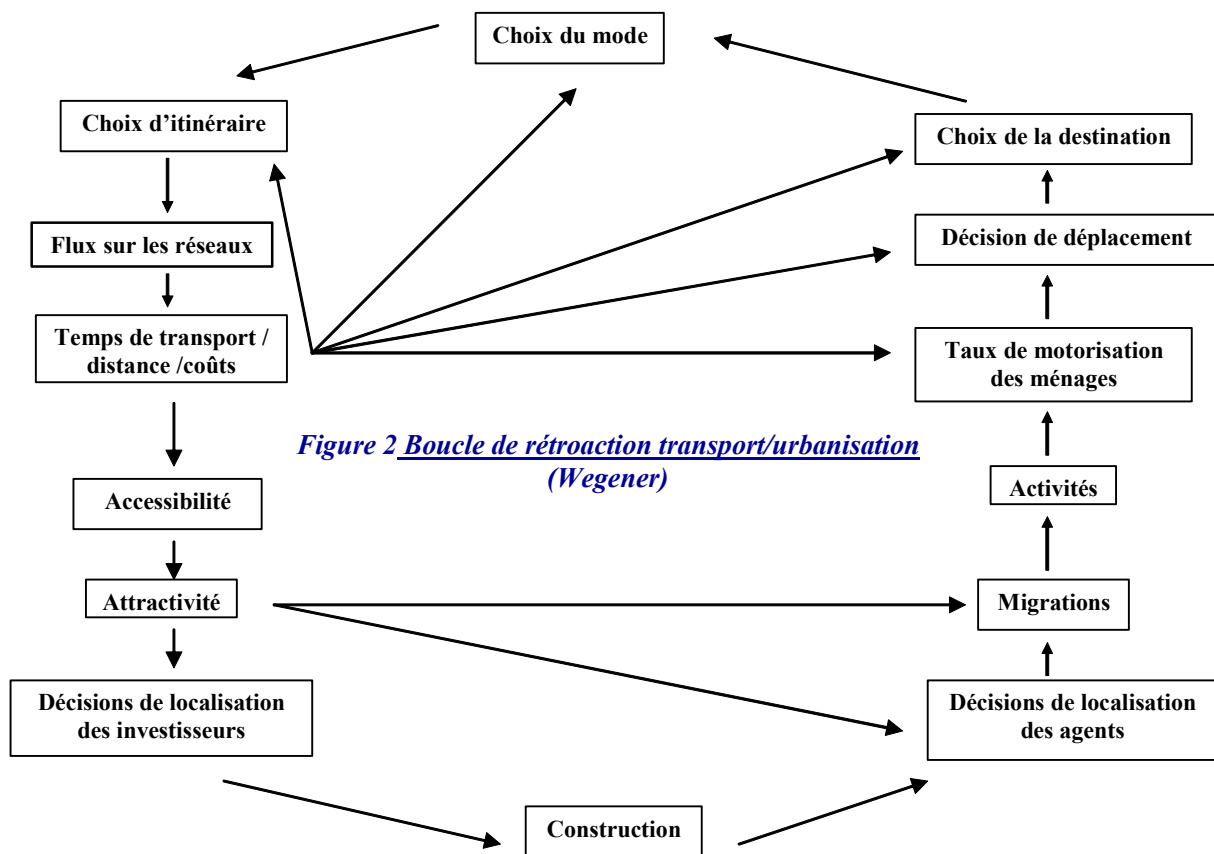 Choix du mode
Choix d'itinéraire
Choix de la destination
Flux sur les réseaux
Décision de déplacement
Temps de transport /
distance /coûts
Taux de motorisation
des ménages
Figure 2 Boucle de rétroaction transport/urbanisation
(Wegener)
Accessibilité
Activités
Attractivité
Migrations
Décisions de localisation
des investisseurs
Décisions de localisation
des agents
Construction